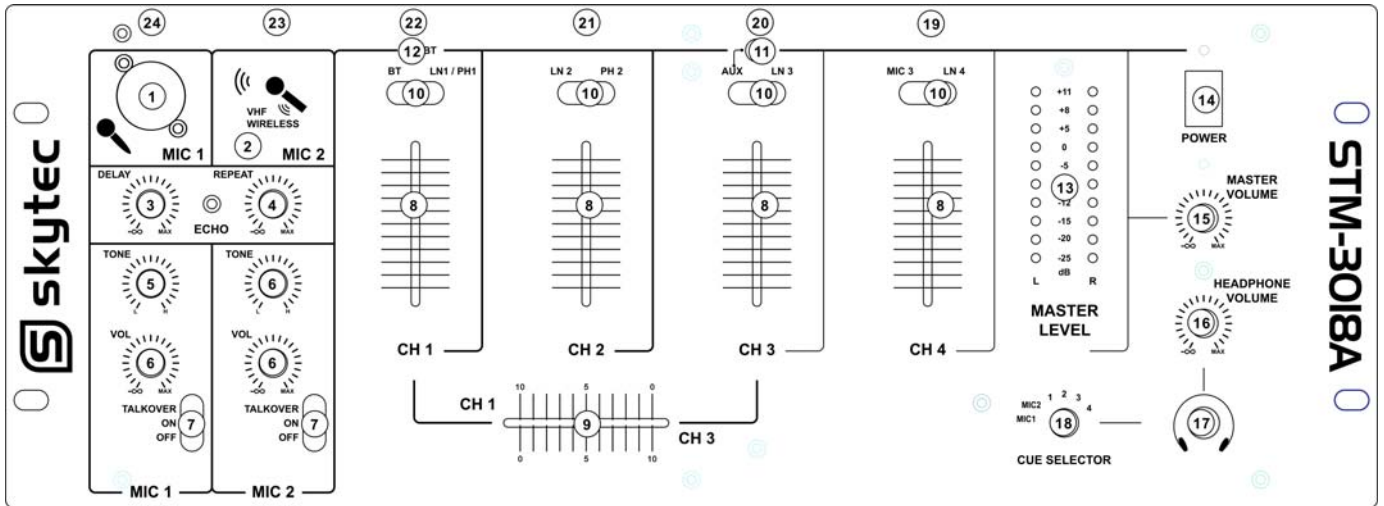 24 23 22 21 20 19
12 BT 11
BT LN1 / PH1 LN 2 PH 2 AUX LN 3 MIC 3 LN 4
10 10 10 10
1
MIC 1
VHF
WIRELESS
2
MIC 2
DELAY REPEAT
3 4
-∞ MAX -∞ MAX
ECHO
TONE TONE
5 6
L H L H
VOL VOL
6 6
-∞ MAX -∞ MAX
TALKOVER TALKOVER
ON 7 ON 7
OFF OFF
MIC 1 MIC 2
8 8 8 8
CH 1 CH 2 CH 3 CH 4
10 5 0
CH 1
9
CH 3
0 5 10
+11
+8
+5
0
-5
13
-12
-15
-20
-25
dB
L R
MASTER
LEVEL
14
POWER
MASTER
VOLUME
15
-∞ MAX
HEADPHONE
VOLUME
16
-∞ MAX
MIC1 MIC2 1 2 3 4
18
17
CUE SELECTOR
skytec
STM-3018A